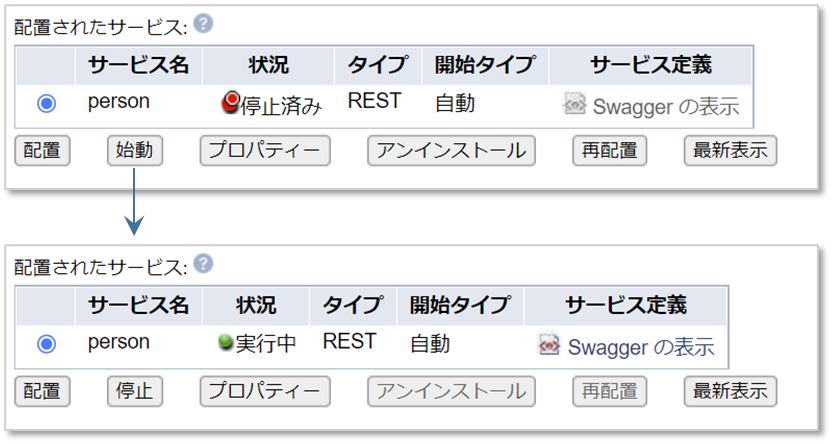 配置されたサービス: ?
サービス名 状況 タイプ 開始タイプ サービス定義
person 停止済み REST 自動 Swagger の表示
配置 始動 プロパティー アンインストール 再配置 最新表示
配置されたサービス: ?
サービス名 状況 タイプ 開始タイプ サービス定義
person 実行中 REST 自動 Swagger の表示
配置 停止 プロパティー アンインストール 再配置 最新表示